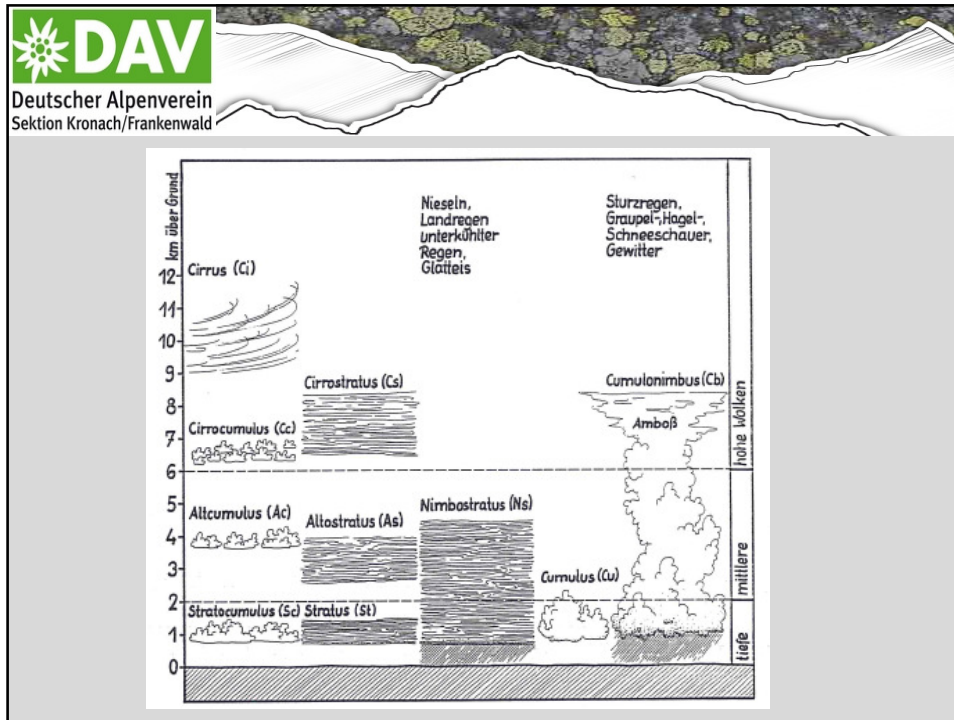 DAV
Deutscher Alpenverein
Sektion Kronach/Frankenwald
km über Grund
Nieseln,
Landregen
unterkühlter
Regen,
Glatteis
Sturzregen,
Graupel-,Hagel-,
Schneeschauer,
Gewitter
12
Cirrus (Ci)
11
10
9
Cirrostratus (Cs)
Cumulonimbus (Cb)
8
Amboß
Cirrocumulus (Cc)
7
hohe Wolken
6
5
Altcumulus (Ac)
Altostratus (As)
Nimbostratus (Ns)
4
3
Cumulus (Cu)
mittlere
2
Stratocumulus (Sc) Stratus (St)
1
tiefe
0